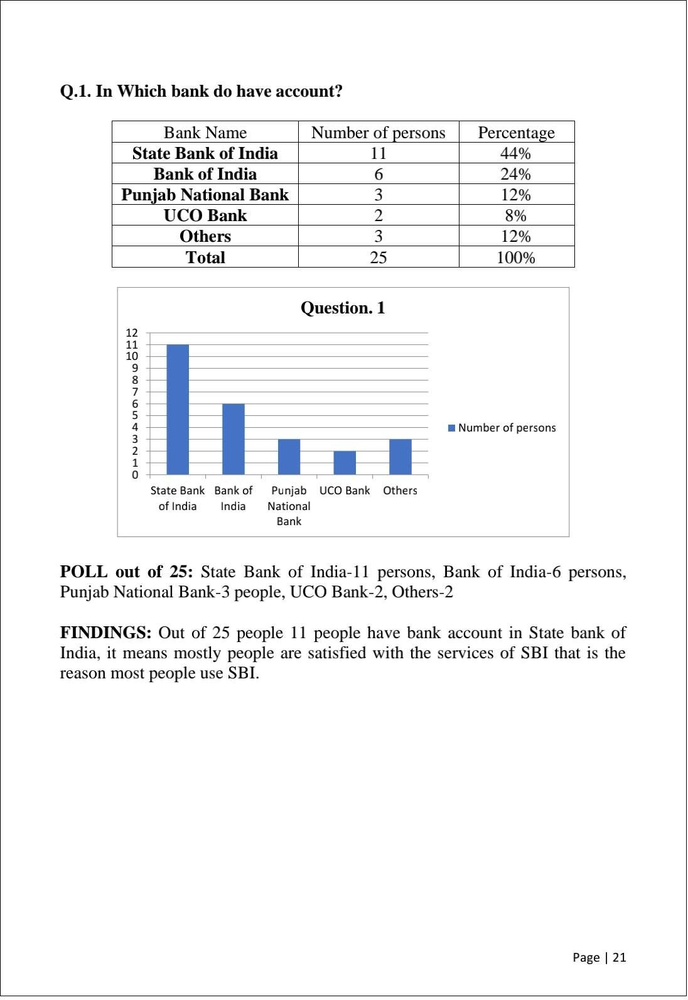 Q.1. In Which bank do have account?
Bank Name Number of persons Percentage
State Bank of India 11 44%
Bank of India 6 24%
Punjab National Bank 3 12%
UCO Bank 2 8%
Others 3 12%
Total 25 100%
Question. 1
12
11
10
9
8
7
6
5
4
3
2
1
0
Number of persons
State Bank of India
Bank of India
Punjab National Bank
UCO Bank
Others
POLL out of 25: State Bank of India-11 persons, Bank of India-6 persons,
Punjab National Bank-3 people, UCO Bank-2, Others-2
FINDINGS: Out of 25 people 11 people have bank account in State bank of
India, it means mostly people are satisfied with the services of SBI that is the
reason most people use SBI.
Page | 21